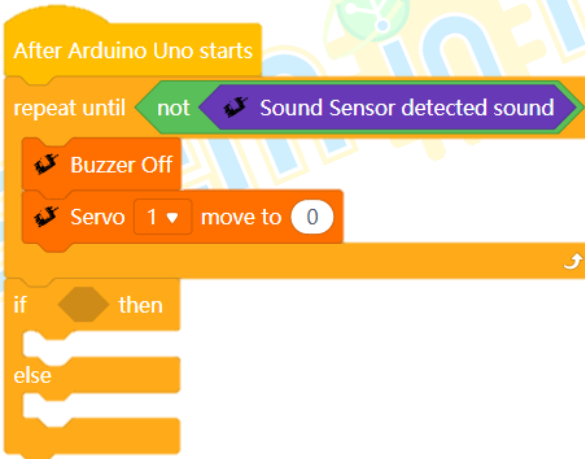 After Arduino Uno starts
repeat until not Sound Sensor detected sound
Buzzer Off
Servo 1 move to 0
if then
else